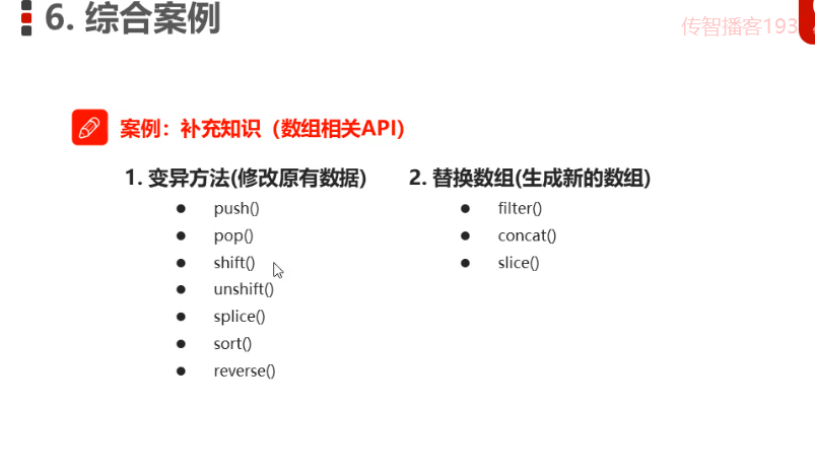 6. 综合案例
传智播客193
案例：补充知识（数组相关API)
1. 变异方法(修改原有数据)
push()
pop()
shift()
unshift()
splice()
sort()
reverse()
2. 替换数组(生成新的数组)
filter()
concat()
slice()